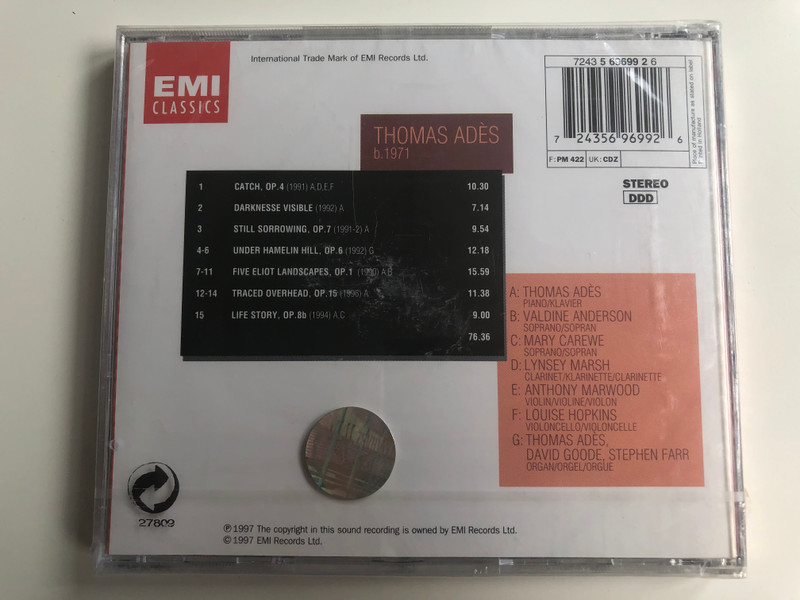 International Trade Mark of EMI Records Ltd.
EMI
CLASSICS
7 24356 96992 6
F: PM 422 UK: CDZ
Place of manufacture as stated on label
THOMAS ADÈS
b.1971
STEREO
DDD
1 CATCH, OP.4 (1991) A,D,E,F 10.30
2 DARKNESSE VISIBLE (1992) A 7.14
3 STILL SORROWING, OP.7 (1991-2) A 9.54
4-6 UNDER HAMELIN HILL, OP.6 (1992) G 12.18
7-11 FIVE ELIOT LANDSCAPES, OP.1 (1990) A,B 15.59
12-14 TRACED OVERHEAD, OP.15 (1996) A 11.38
15 LIFE STORY, OP.8b (1994) A,C 9.00
76.36
A: THOMAS ADÈS
PIANO/KLAVIER
B: VALDINE ANDERSON
SOPRANO/SOPRAN
C: MARY CAREWE
SOPRANO/SOPRAN
D: LYNSEY MARSH
CLARINET/KLARINETTE/CLARINETTE
E: ANTHONY MARWOOD
VIOLIN/VIOLINE/VIOLON
F: LOUISE HOPKINS
VIOLONCELLO/VIOLONCELLE
G: THOMAS ADÈS,
DAVID GOODE, STEPHEN FARR
ORGAN/ORGEL/ORGUE
27809
℗ 1997 The copyright in this sound recording is owned by EMI Records Ltd.
© 1997 EMI Records Ltd.